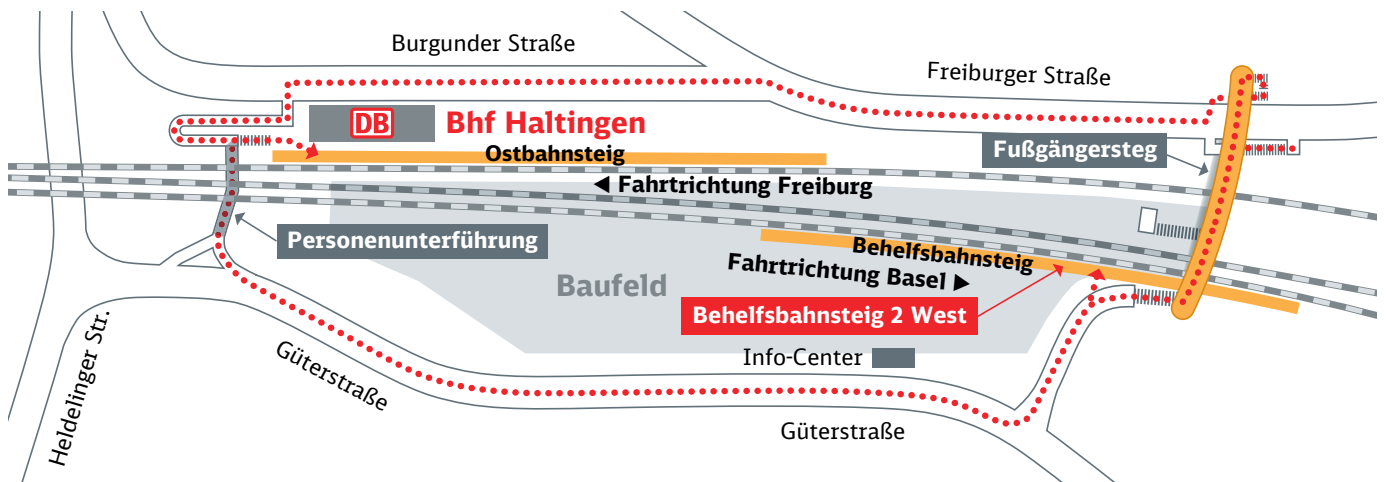 Burgunder Straße
Freiburger Straße
DB
Bhf Haltingen
Ostbahnsteig
Fußgängersteg
◀ Fahrtrichtung Freiburg
Personenunterführung
Behelfsbahnsteig
Fahrtrichtung Basel ▶
Baufeld
Behelfsbahnsteig 2 West
Info-Center
Heldelinger Str.
Güterstraße
Güterstraße